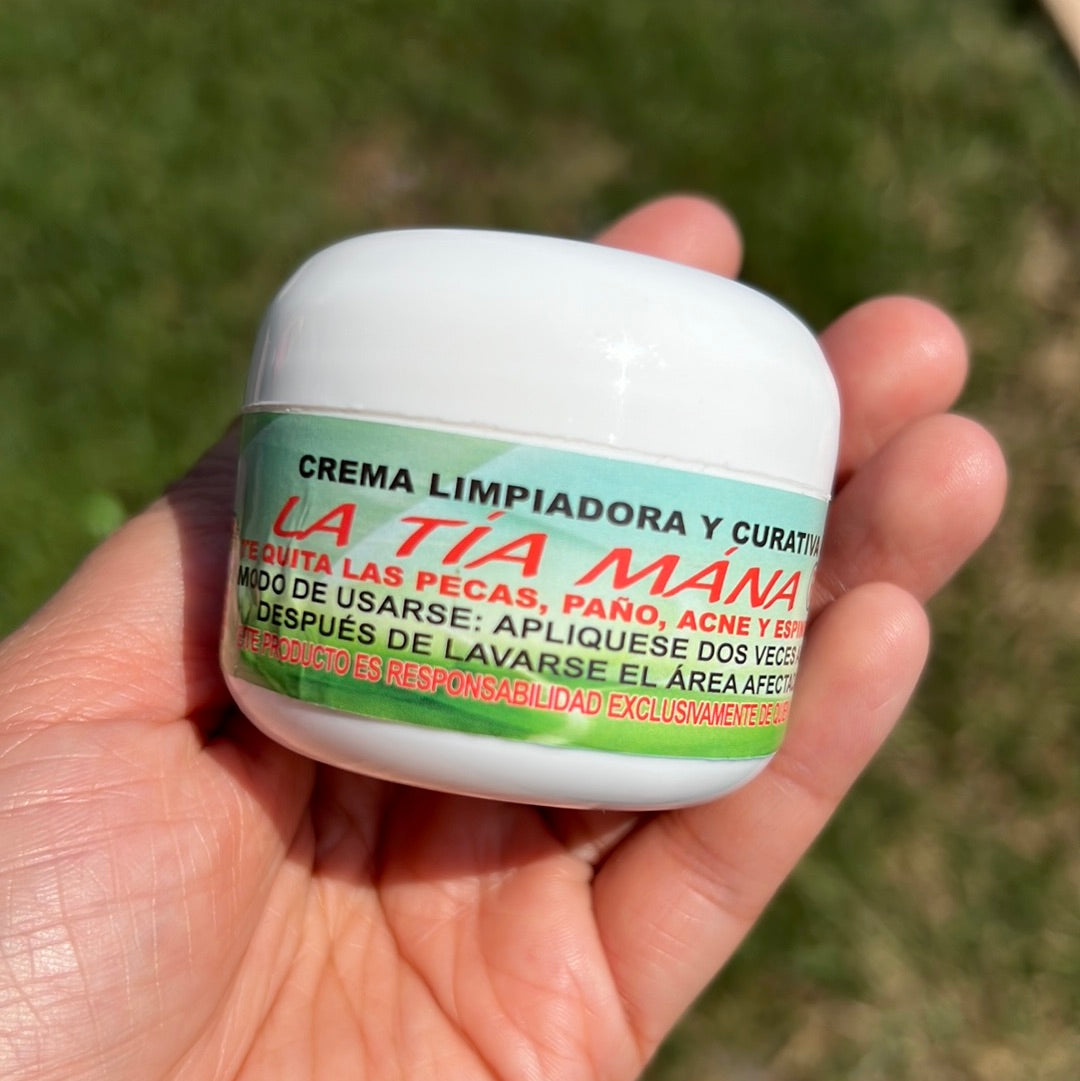 CREMA LIMPIADORA Y CURATIVA
LA TÍA MÁNA
TE QUITA LAS PECAS, PAÑO, ACNE Y
MODO DE USARSE: APLIQUESE DOS VECES
DESPUÉS DE LAVARSE EL ÁREA
PRODUCTO ES RESPONSABILIDAD EXCLUSIVAMENTE DE